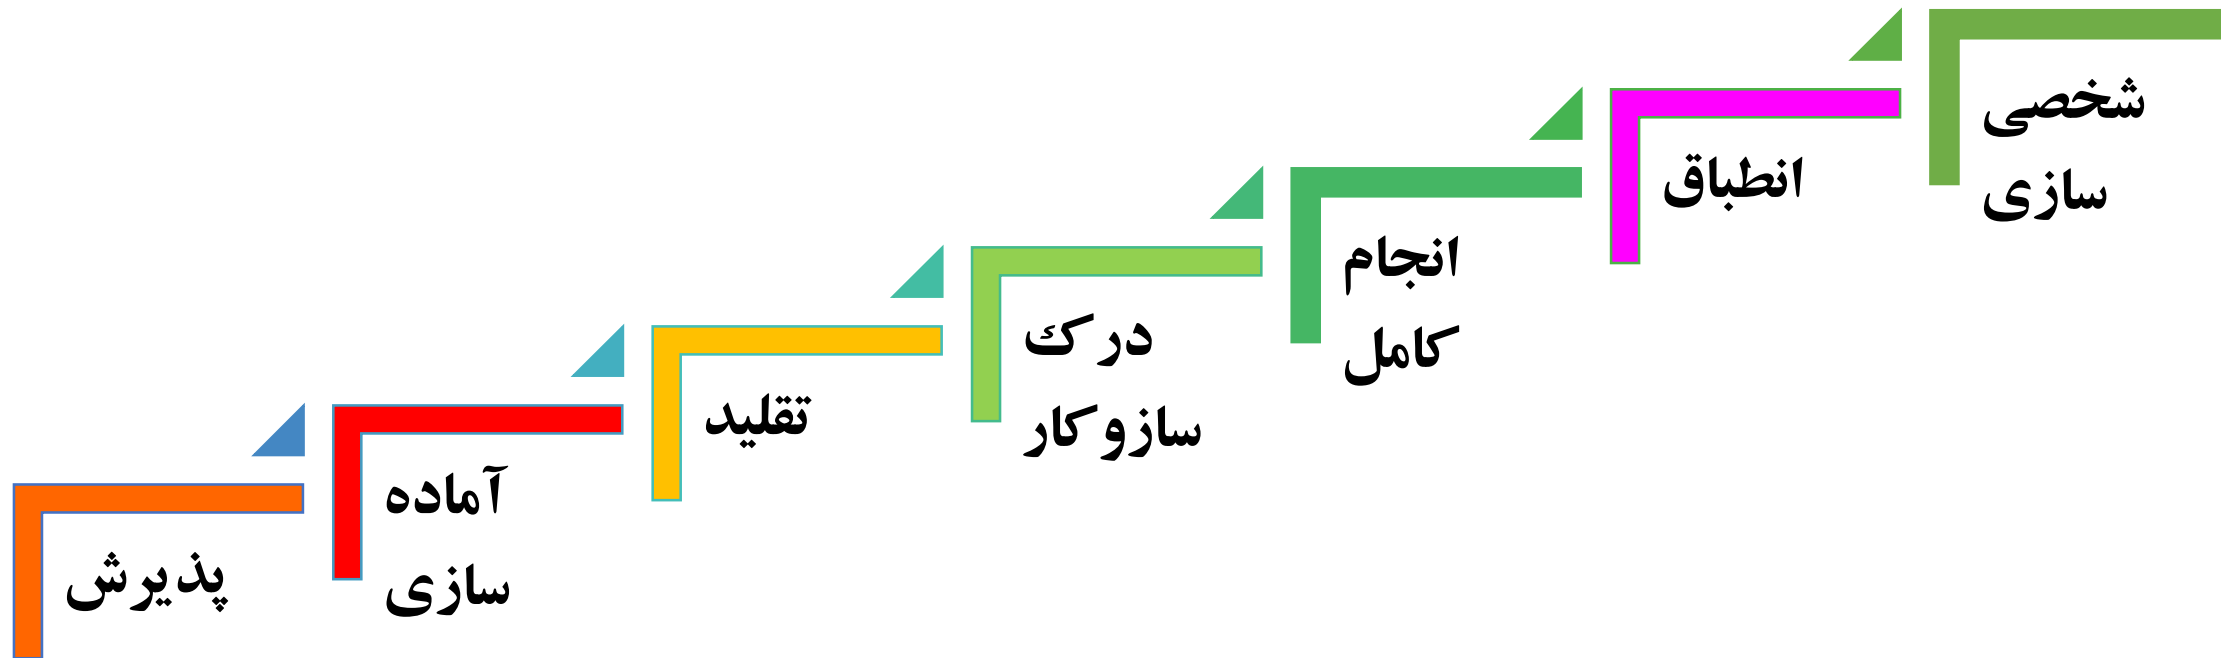 پذیرش
آماده
سازی
تقلید
درک
سازوکار
انجام
کامل
انطباق
شخصی
سازی